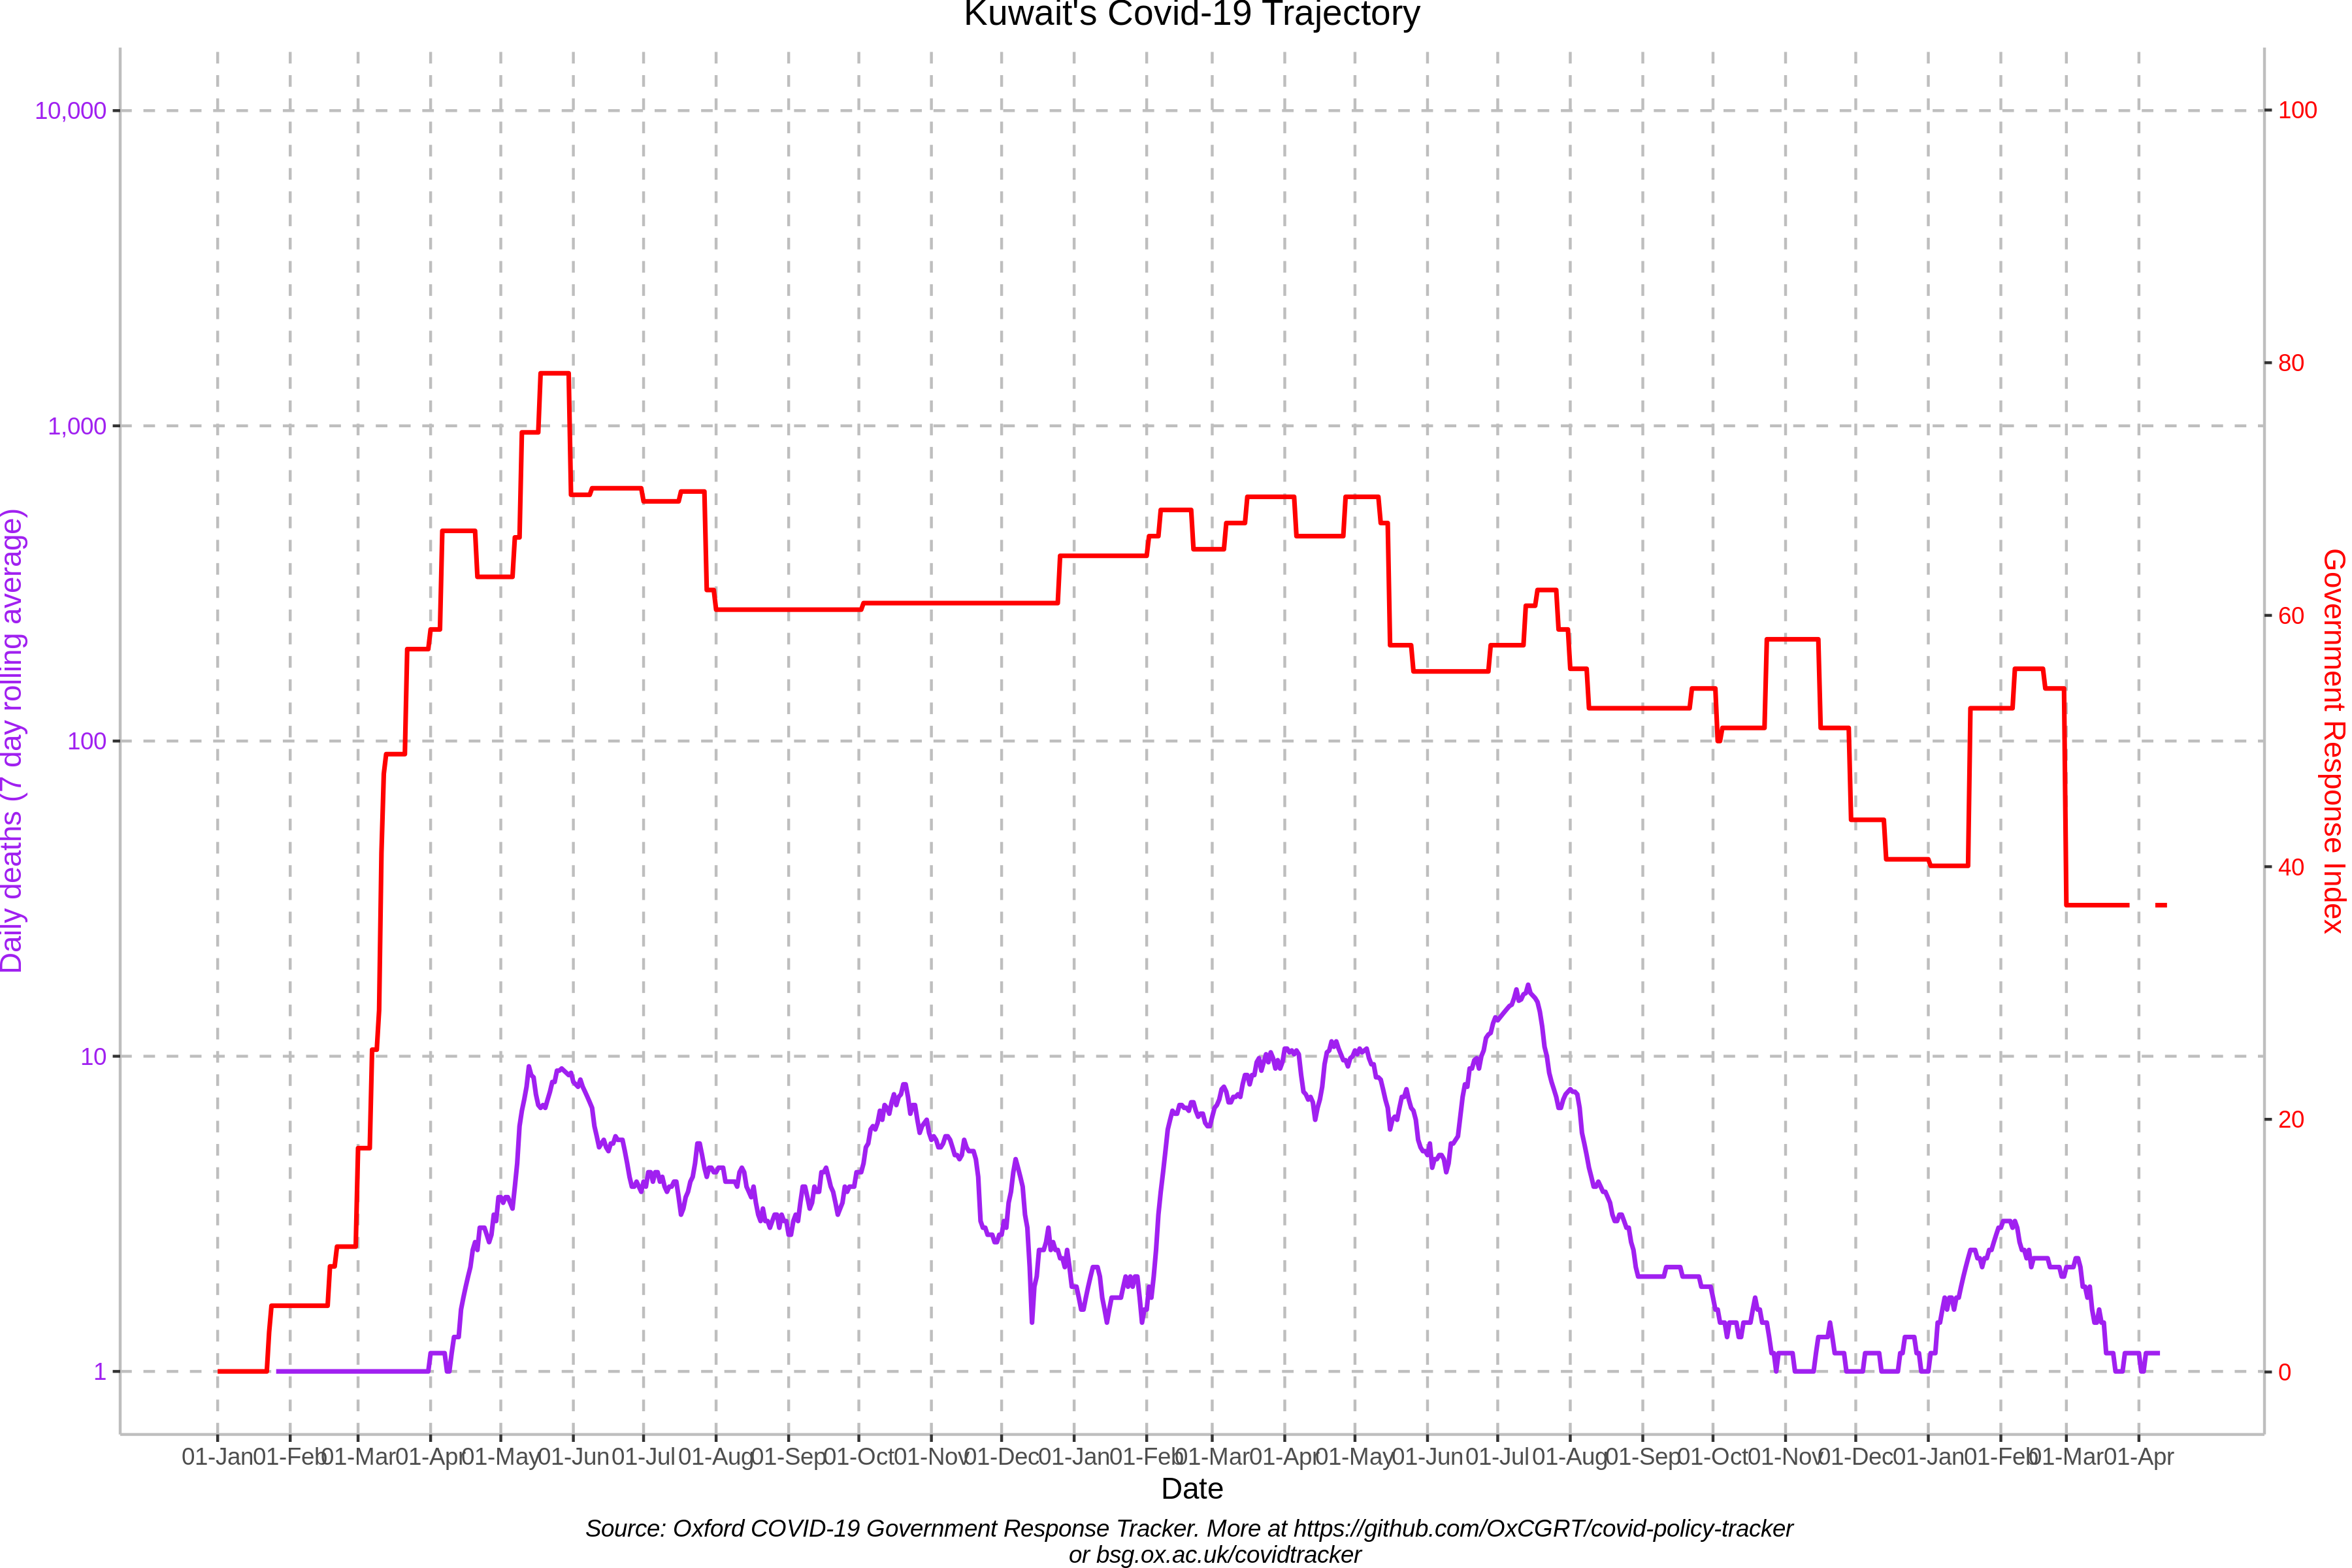 Kuwait's Covid-19 Trajectory
10,000
1,000
100
10
1
Daily deaths (7 day rolling average)
100
80
60
40
20
0
Government Response Index
01-Jan 01-Feb 01-Mar 01-Apr 01-May 01-Jun 01-Jul 01-Aug 01-Sep 01-Oct 01-Nov 01-Dec 01-Jan 01-Feb 01-Mar 01-Apr 01-May 01-Jun 01-Jul 01-Aug 01-Sep 01-Oct 01-Nov 01-Dec 01-Jan 01-Feb 01-Mar 01-Apr
Date
Source: Oxford COVID-19 Government Response Tracker. More at https://github.com/OxCGRT/covid-policy-tracker
or bsg.ox.ac.uk/covidtracker